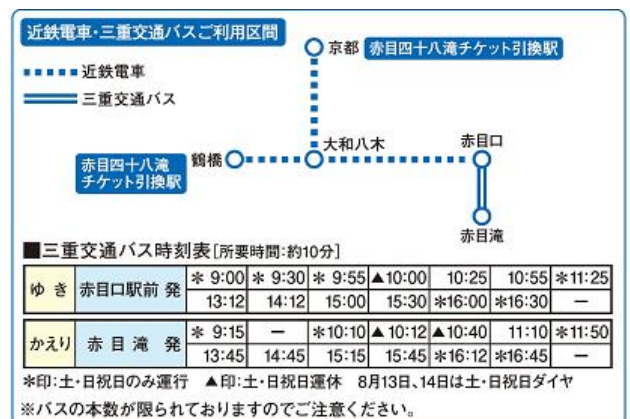 近鉄電車・三重交通バスご利用区間
京都 赤目四十八滝チケット引換駅
近鉄電車
三重交通バス
大和八木
赤目口
赤目四十八滝
チケット引換駅
鶴橋
赤目滝
■三重交通バス時刻表[所要時間:約10分]
ゆき 赤目口駅前 発 *9:00 *9:30 *9:55 ▲10:00 10:25 10:55 *11:25
13:12 14:12 15:00 15:30 *16:00 *16:30 −
かえり 赤目滝 発 *9:15 − *10:10 ▲10:12 ▲10:40 11:10 *11:50
13:45 14:45 15:15 15:45 *16:12 *16:45 −
*印:土・日祝日のみ運行 ▲印:土・日祝日運休 8月13日、14日は土・日祝日ダイヤ
※バスの本数が限られておりますのでご注意ください。